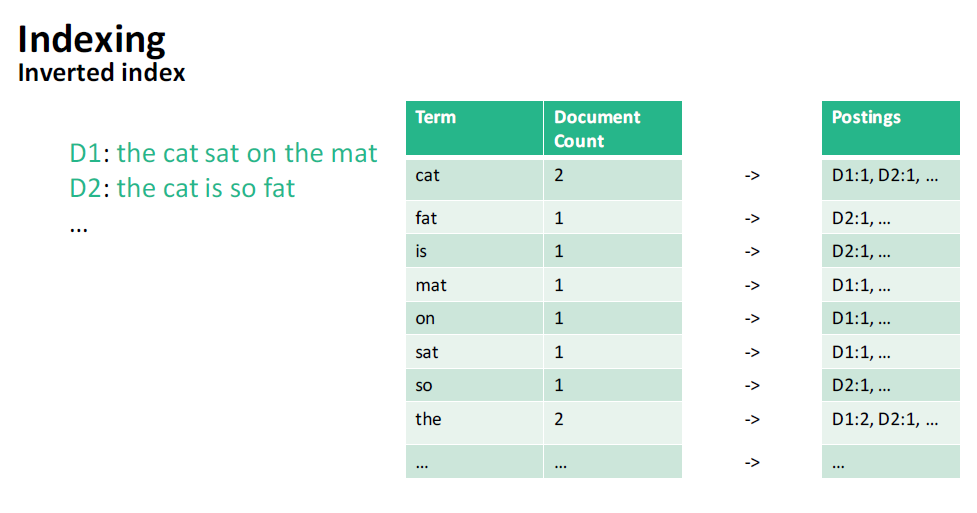 Indexing
Inverted index
D1: the cat sat on the mat
D2: the cat is so fat
...
Term Document Count Postings
cat 2 -> D1:1, D2:1, ...
fat 1 -> D2:1, ...
is 1 -> D2:1, ...
mat 1 -> D1:1, ...
on 1 -> D1:1, ...
sat 1 -> D1:1, ...
so 1 -> D2:1, ...
the 2 -> D1:2, D2:1, ...
... ... -> ...